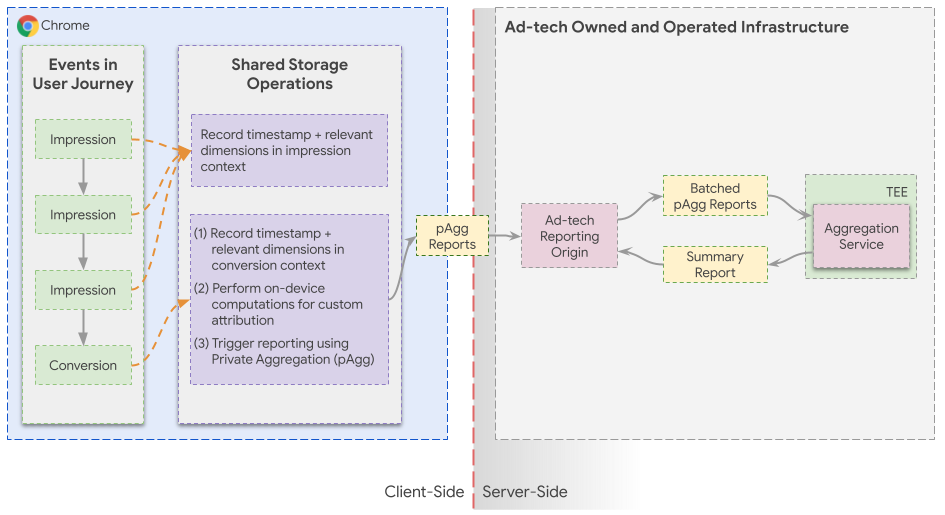 Chrome
Events in
User Journey
Impression
Impression
Impression
Conversion
Shared Storage
Operations
Record timestamp + relevant
dimensions in impression
context
(1) Record timestamp +
relevant dimensions in
conversion context
(2) Perform on-device
computations for custom
attribution
(3) Trigger reporting using
Private Aggregation (pAgg)
pAgg
Reports
Ad-tech Owned and Operated Infrastructure
Ad-tech
Reporting
Origin
Batched
pAgg Reports
Summary
Report
TEE
Aggregation
Service
Client-Side
Server-Side